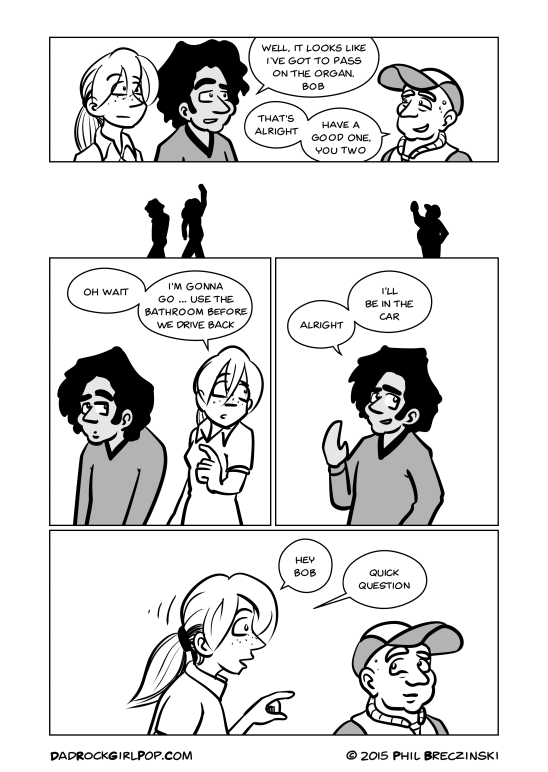 WELL, IT LOOKS LIKE
I'VE GOT TO PASS
ON THE ORGAN,
BOB
THAT'S
ALRIGHT
HAVE A
GOOD ONE,
YOU TWO
OH WAIT
I'M GONNA
GO ... USE THE
BATHROOM BEFORE
WE DRIVE BACK
I'LL
BE IN THE
CAR
ALRIGHT
HEY
BOB
QUICK
QUESTION
DADROCKGIRLPOP.COM
© 2015 PHIL BRECZINSKI